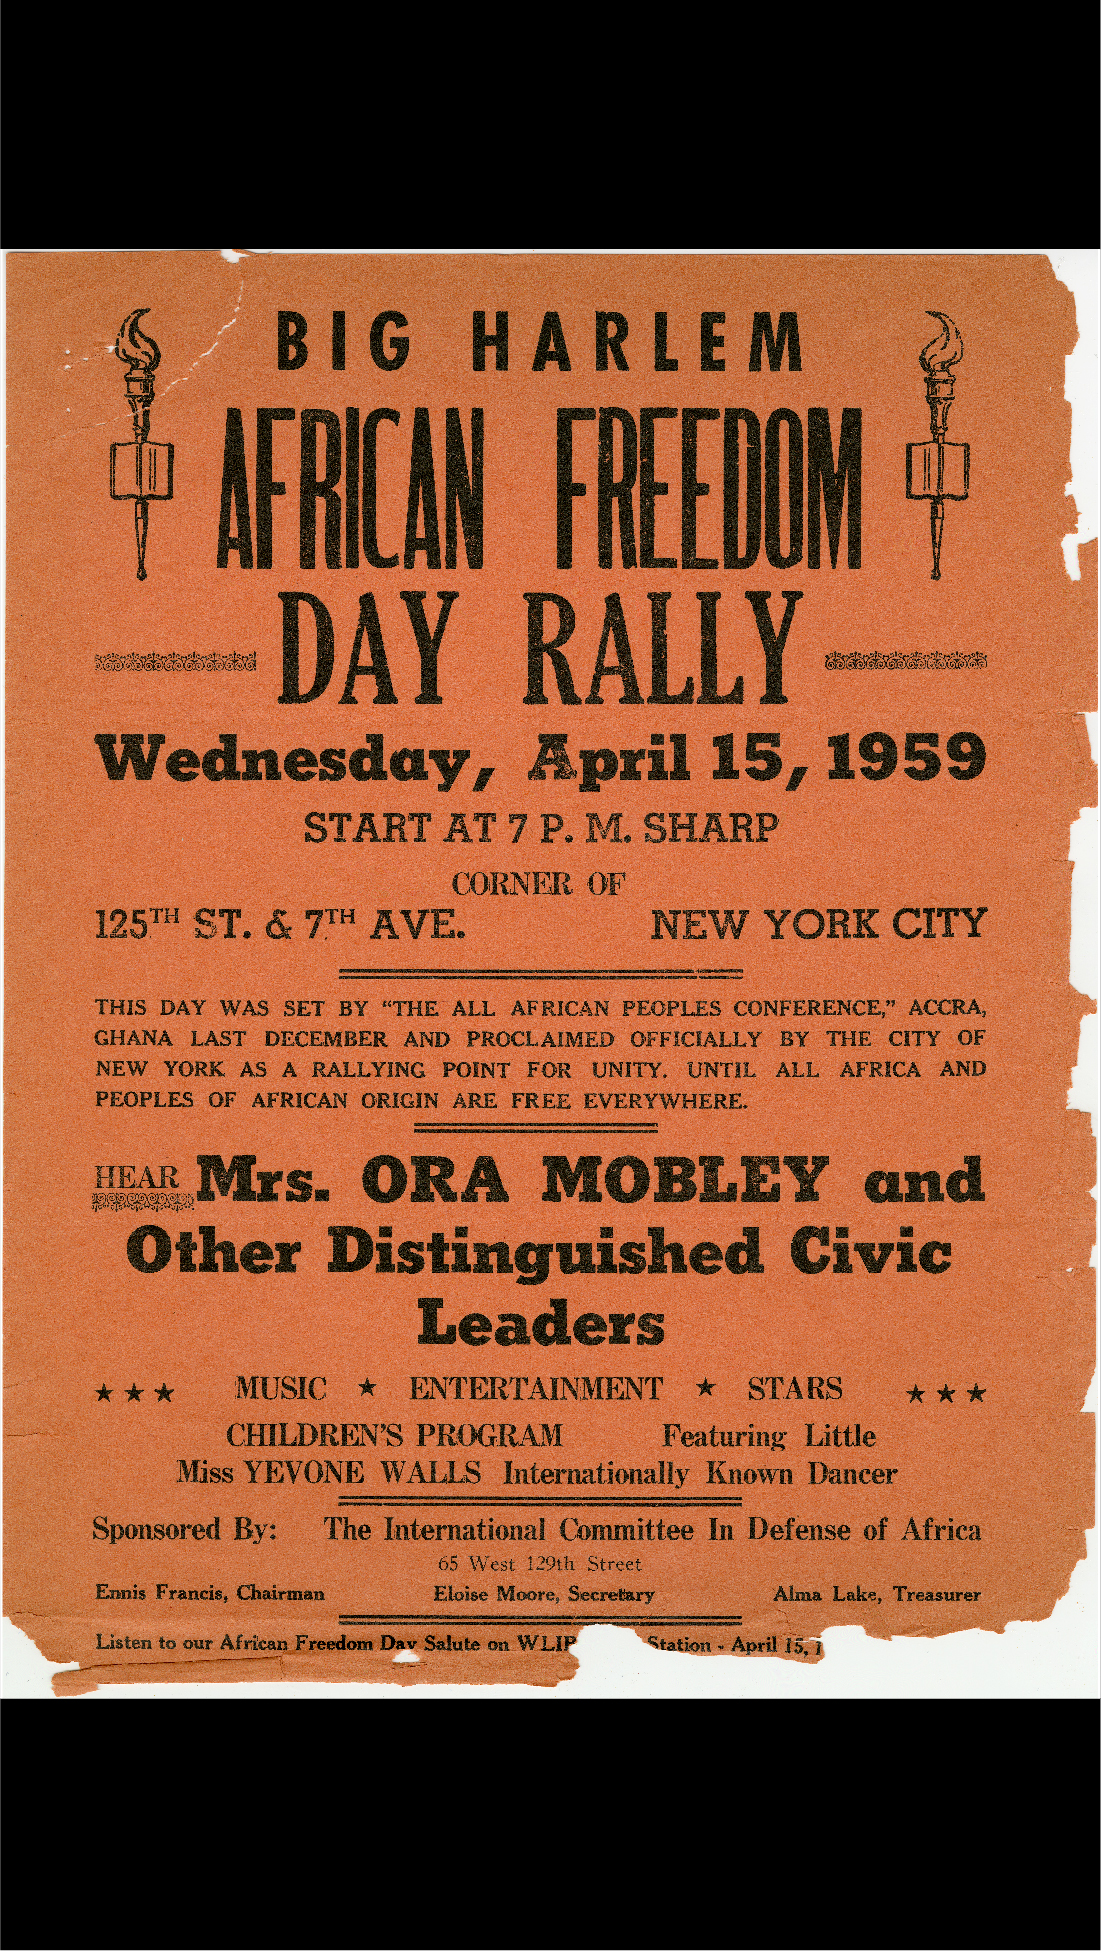 BIG HARLEM
AFRICAN FREEDOM
DAY RALLY
Wednesday, April 15, 1959
START AT 7 P. M. SHARP
CORNER OF
125TH ST. & 7TH AVE. NEW YORK CITY
THIS DAY WAS SET BY “THE ALL AFRICAN PEOPLES CONFERENCE,” ACCRA,
GHANA LAST DECEMBER AND PROCLAIMED OFFICIALLY BY THE CITY OF
NEW YORK AS A RALLYING POINT FOR UNITY. UNTIL ALL AFRICA AND
PEOPLES OF AFRICAN ORIGIN ARE FREE EVERYWHERE.
HEAR Mrs. ORA MOBLEY and
Other Distinguished Civic
Leaders
★ ★ ★ MUSIC ★ ENTERTAINMENT ★ STARS ★ ★ ★
CHILDREN’S PROGRAM Featuring Little
Miss YEVONE WALLS Internationally Known Dancer
Sponsored By: The International Committee In Defense of Africa
65 West 129th Street
Ennis Francis, Chairman Eloise Moore, Secretary Alma Lake, Treasurer
Listen to our African Freedom Day Salute on Station - April 15,